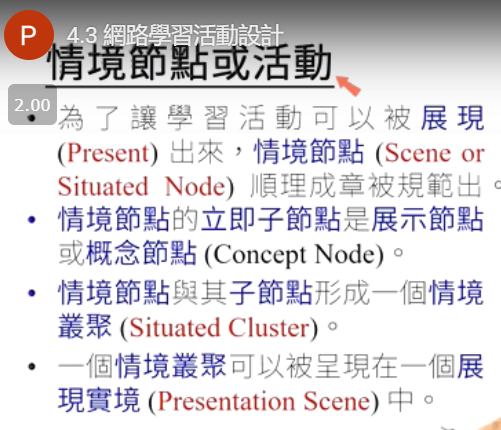 P 4.3 網路學習活動設計
情境節點或活動
2.00
• 為了讓學習活動可以被展現
(Present) 出來，情境節點 (Scene or
Situated Node) 順理成章被規範出。
• 情境節點的立即子節點是展示節點
或概念節點 (Concept Node)。
• 情境節點與其子節點形成一個情境
叢聚 (Situated Cluster)。
• 一個情境叢聚可以被呈現在一個展
現實境 (Presentation Scene) 中。